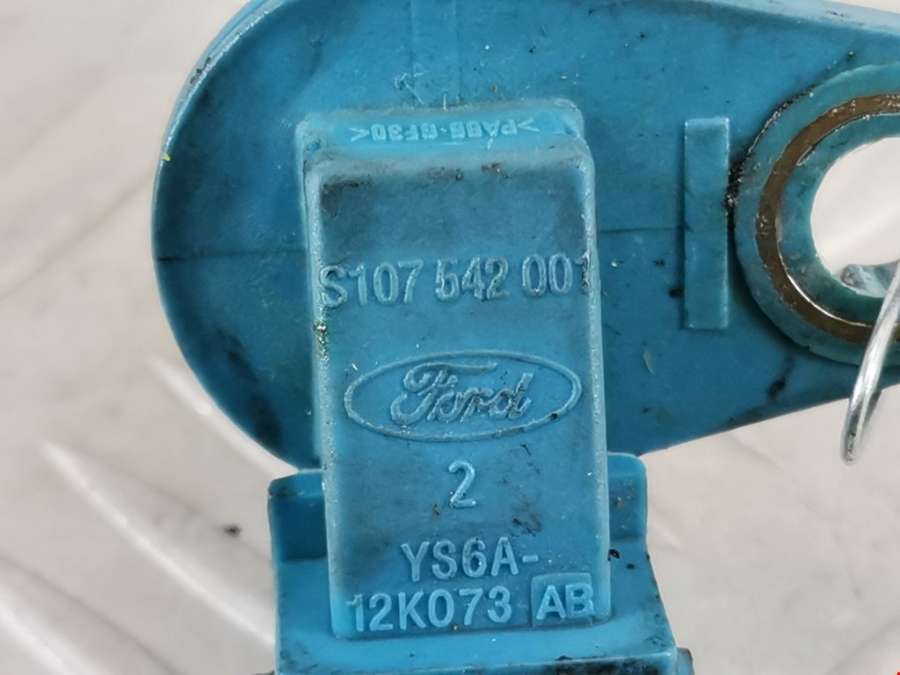 >PA66-GF30<
S107 542 001
Ford
2
YS6A-
12K073 AB